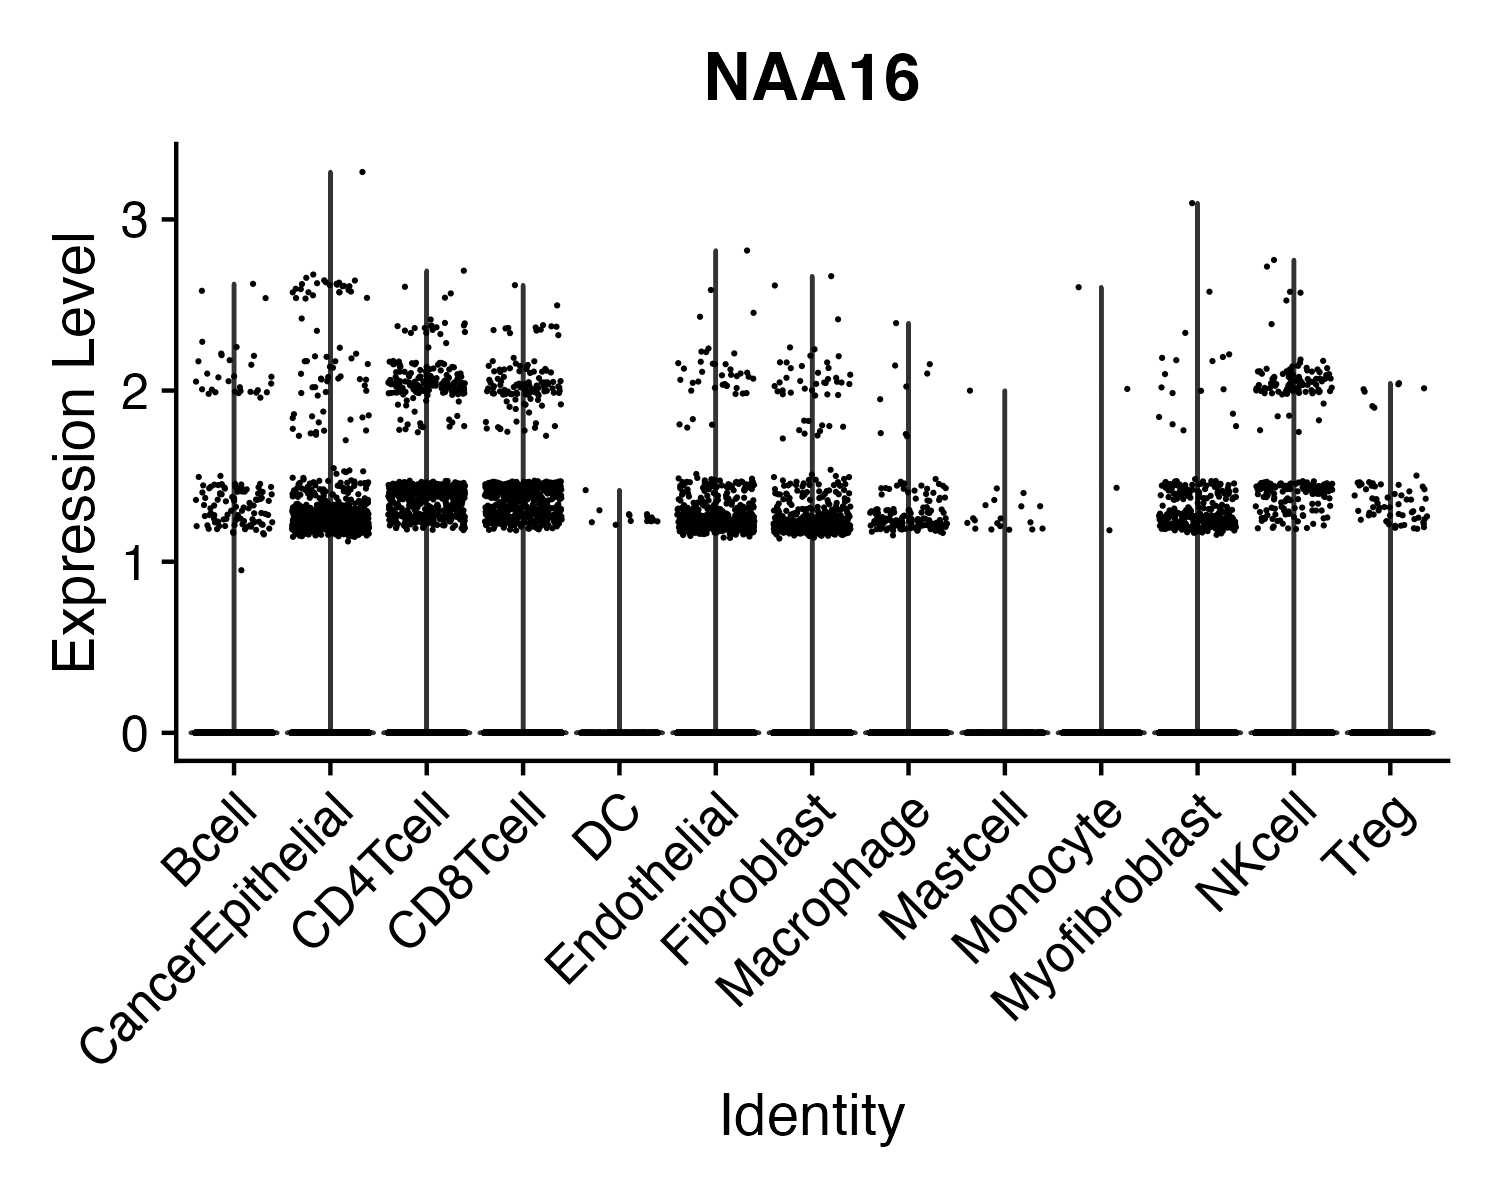 NAA16
Expression Level
3
2
1
0
Bcell
CancerEpithelial
CD4Tcell
CD8Tcell
DC
Endothelial
Fibroblast
Macrophage
Mastcell
Monocyte
Myofibroblast
NKcell
Treg
Identity